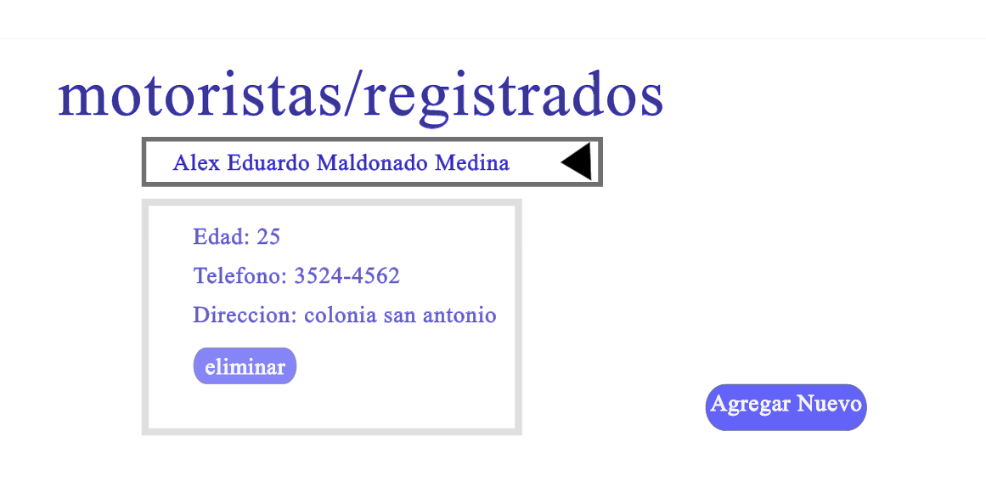 motoristas/registrados
Alex Eduardo Maldonado Medina
Edad: 25
Telefono: 3524-4562
Direccion: colonia san antonio
eliminar
Agregar Nuevo